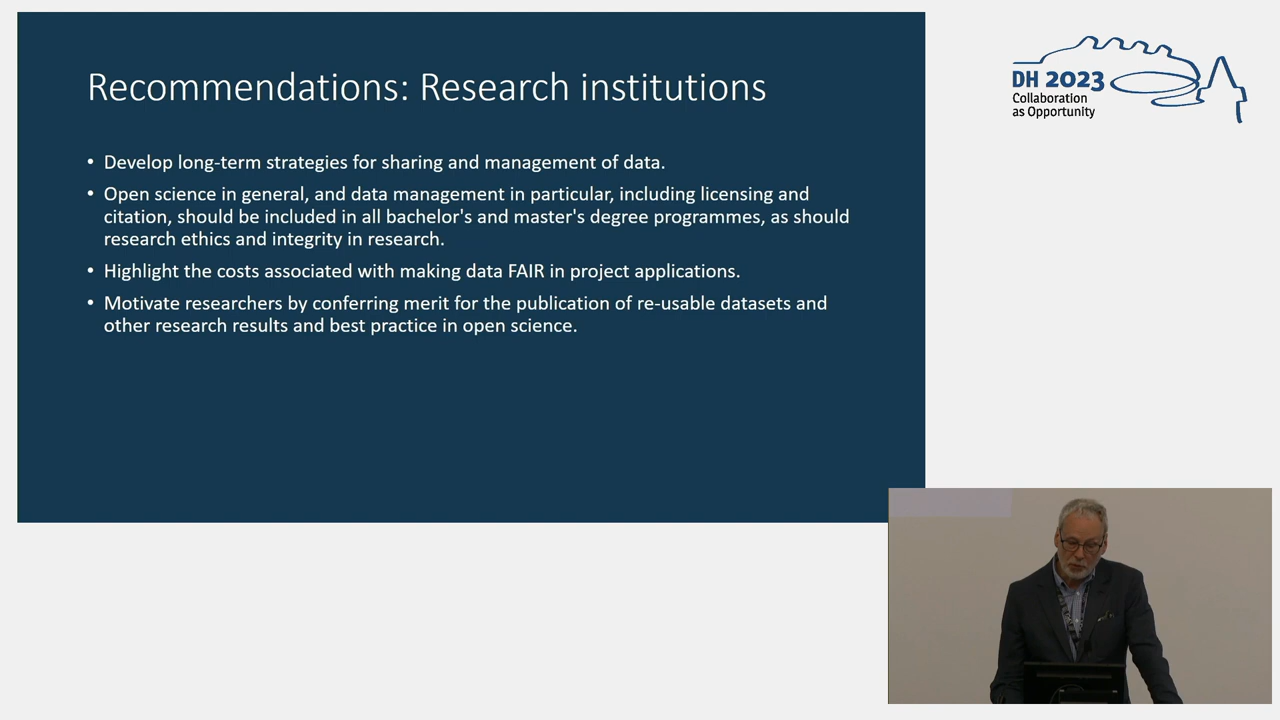 Recommendations: Research institutions
• Develop long-term strategies for sharing and management of data.
• Open science in general, and data management in particular, including licensing and
citation, should be included in all bachelor's and master's degree programmes, as should
research ethics and integrity in research.
• Highlight the costs associated with making data FAIR in project applications.
• Motivate researchers by conferring merit for the publication of re-usable datasets and
other research results and best practice in open science.
DH 2023
Collaboration
as Opportunity